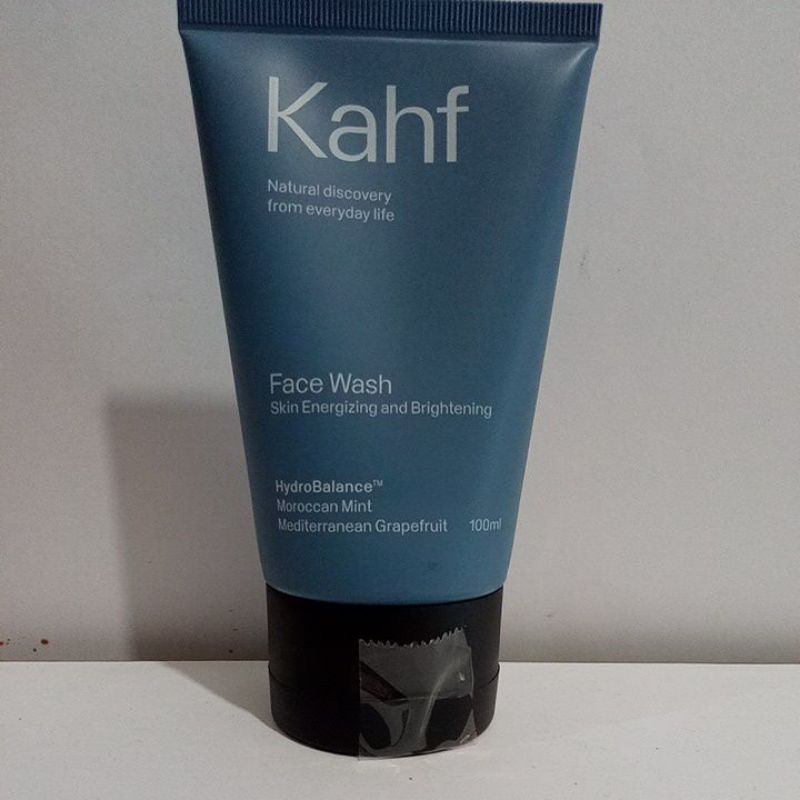 Kahf
Natural discovery
from everyday life
Face Wash
Skin Energizing and Brightening
HydroBalance™
Moroccan Mint
Mediterranean Grapefruit 100ml